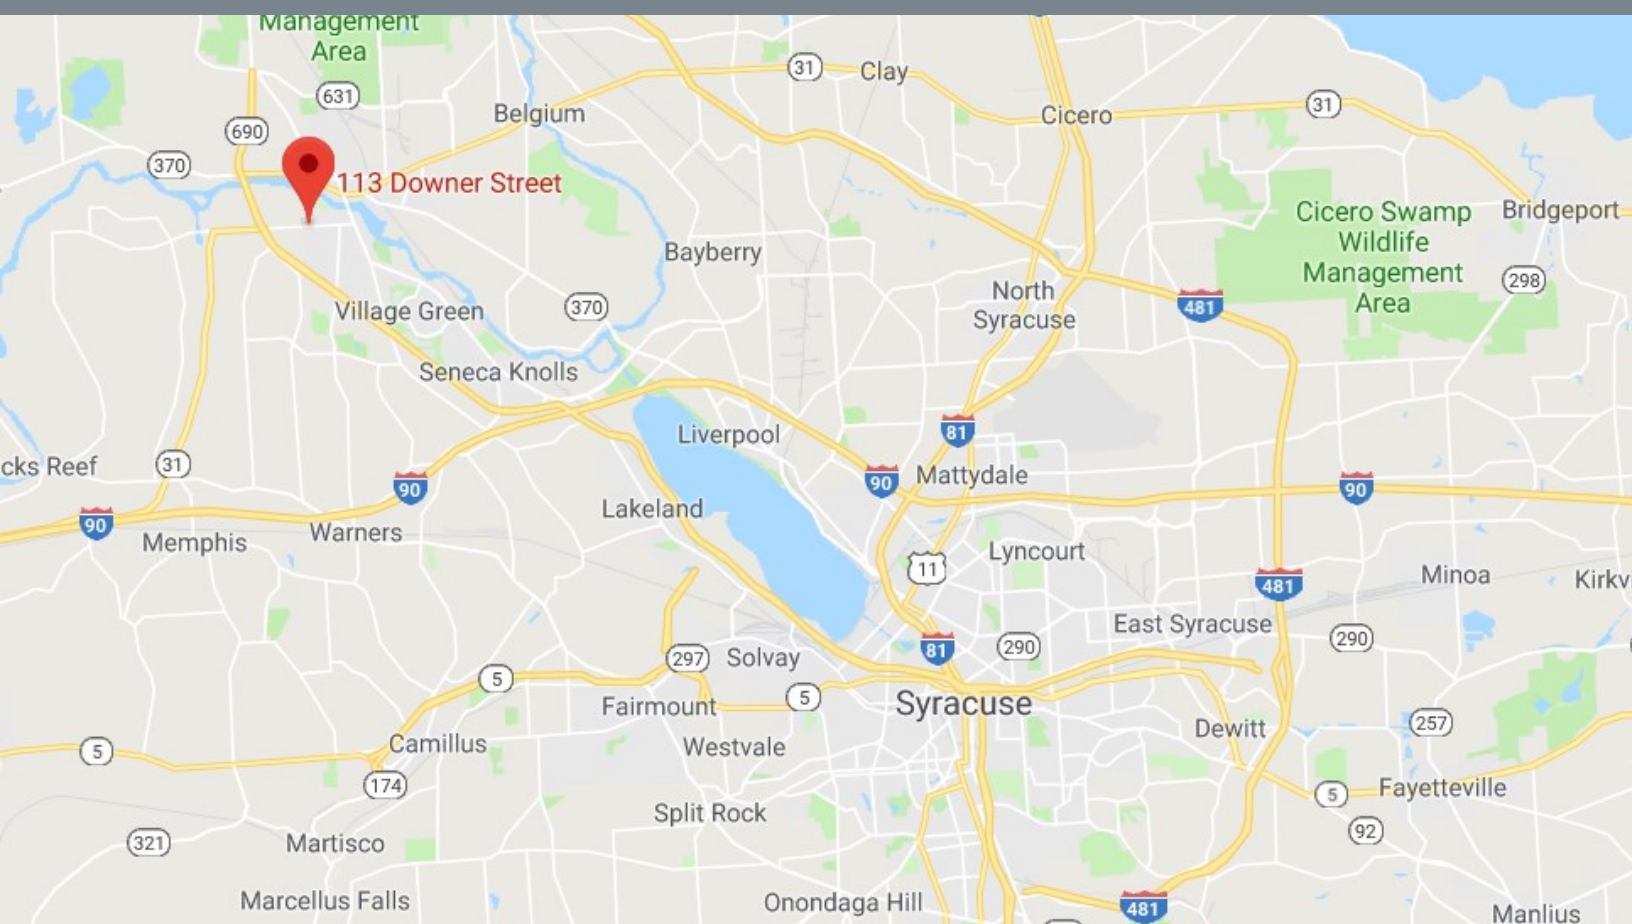 Management
Area
631
31
Clay
Belgium
Cicero
31
690
370
113 Downer Street
Cicero Swamp
Wildlife
Management
Area
Bridgeport
Bayberry
298
North
Syracuse
481
Village Green
370
Seneca Knolls
81
Liverpool
cks Reef
31
90
90
Mattydale
90
90
Lakeland
Memphis
Warners
11
Lyncourt
481
Minoa
Kirkv
East Syracuse
290
290
81
297
Solvay
5
5
Fairmount
Syracuse
257
Dewitt
5
Camillus
Westvale
174
5
Fayetteville
Split Rock
92
321
Martisco
Marcellus Falls
Onondaga Hill
481
Manlius